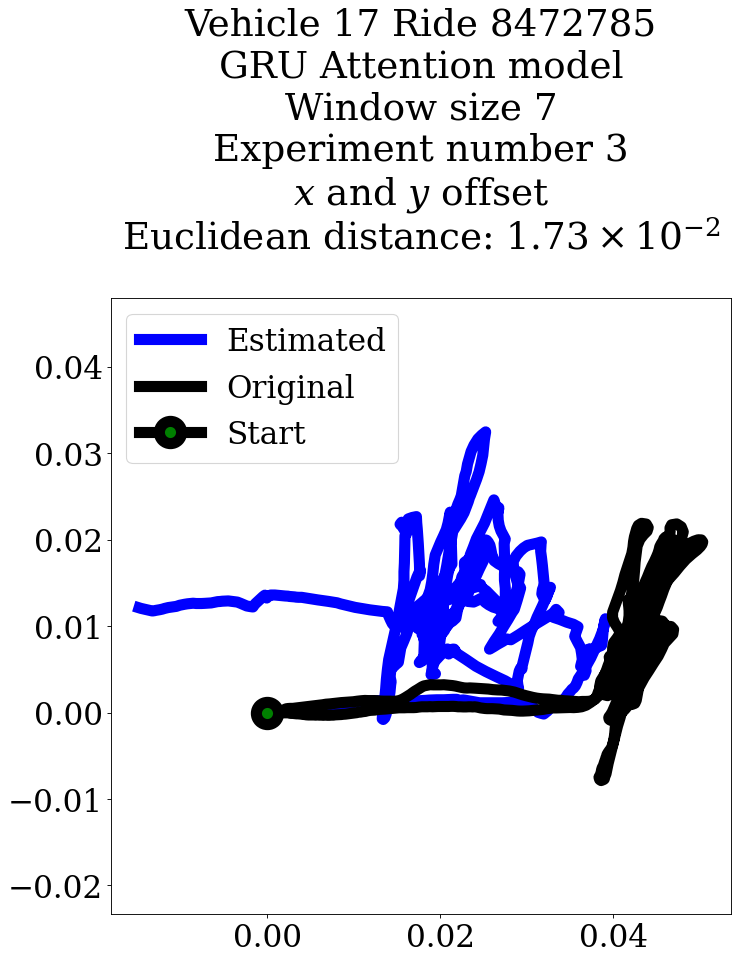 Vehicle 17 Ride 8472785
GRU Attention model
Window size 7
Experiment number 3
x and y offset
Euclidean distance: 1.73 × 10⁻²
Estimated
Original
Start
0.04
0.03
0.02
0.01
0.00
−0.01
−0.02
0.00 0.02 0.04